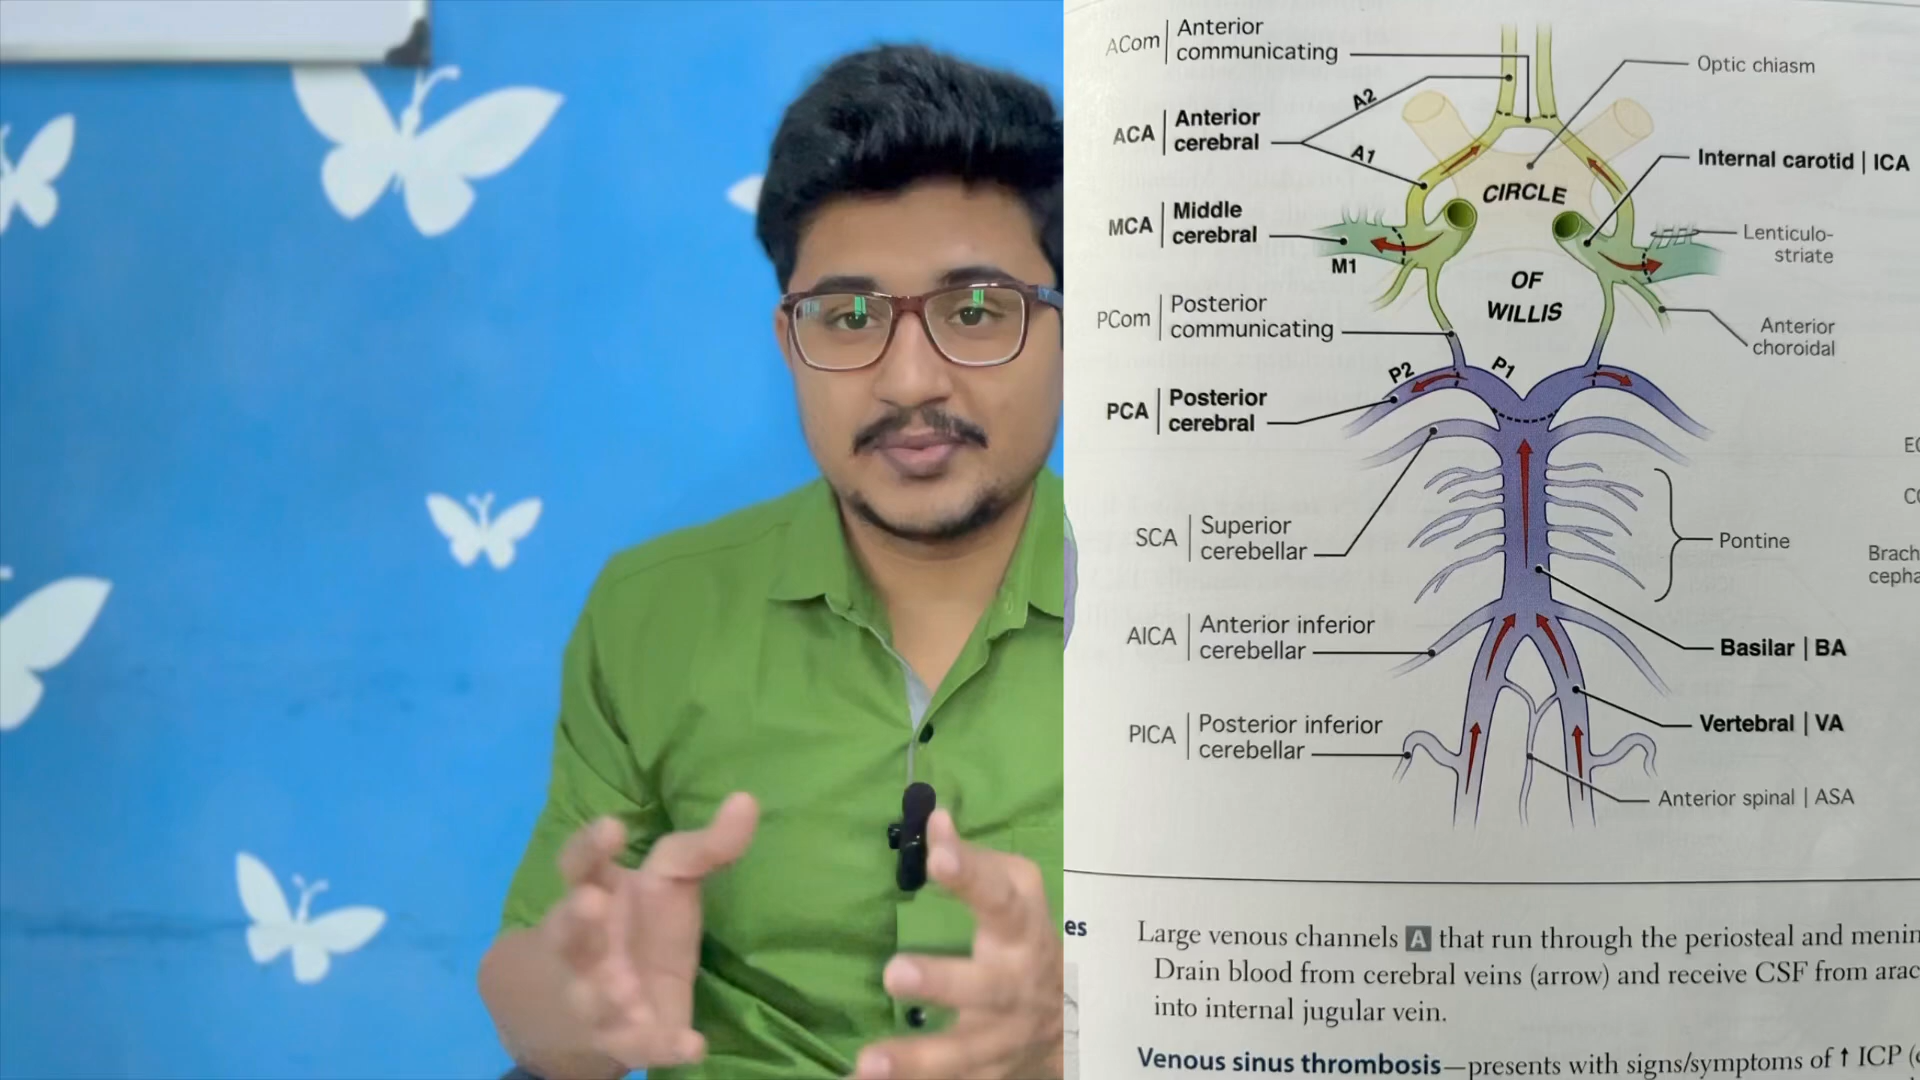 ACom | Anterior
communicating
Optic chiasm
A2
ACA | Anterior
cerebral
A1
Internal carotid | ICA
CIRCLE
MCA | Middle
cerebral
M1
Lenticulo-
striate
OF
WILLIS
PCom | Posterior
communicating
Anterior
choroidal
P2
P1
PCA | Posterior
cerebral
SCA | Superior
cerebellar
Pontine
Brach
cepha
AICA | Anterior inferior
cerebellar
Basilar | BA
PICA | Posterior inferior
cerebellar
Vertebral | VA
Anterior spinal | ASA
es
Large venous channels A that run through the periosteal and menin
Drain blood from cerebral veins (arrow) and receive CSF from arac
into internal jugular vein.
Venous sinus thrombosis—presents with signs/symptoms of ↑ ICP (